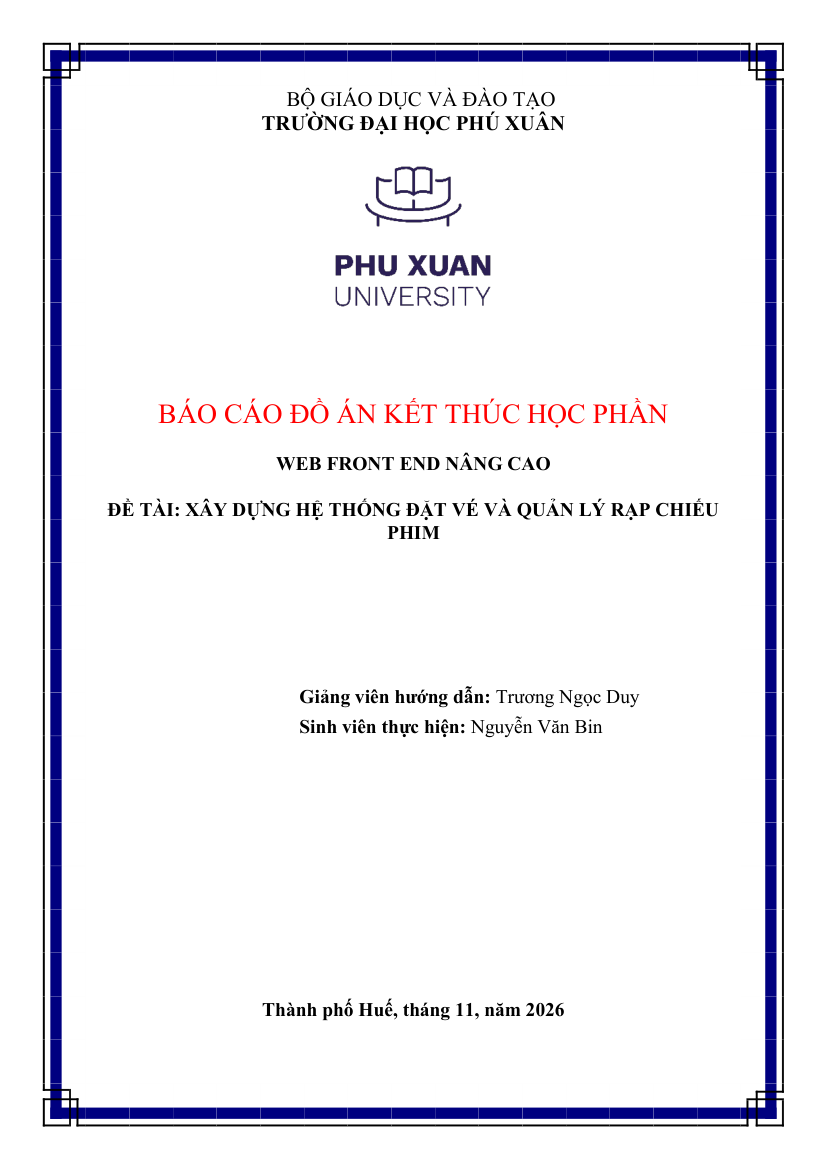 BỘ GIÁO DỤC VÀ ĐÀO TẠO
TRƯỜNG ĐẠI HỌC PHÚ XUÂN
PHU XUAN
UNIVERSITY
BÁO CÁO ĐỒ ÁN KẾT THÚC HỌC PHẦN
WEB FRONT END NÂNG CAO
ĐỀ TÀI: XÂY DỰNG HỆ THỐNG ĐẶT VÉ VÀ QUẢN LÝ RẠP CHIẾU
PHIM
Giảng viên hướng dẫn: Trương Ngọc Duy
Sinh viên thực hiện: Nguyễn Văn Bin
Thành phố Huế, tháng 11, năm 2026